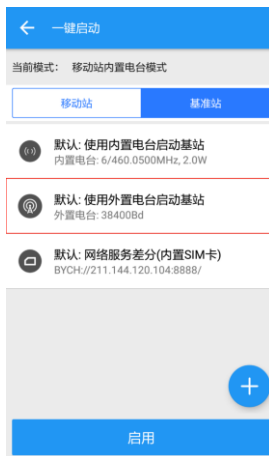 一键启动
当前模式： 移动站内置电台模式
移动站 基准站
默认: 使用内置电台启动基站
内置电台: 6/460.0500MHz, 2.0W
默认: 使用外置电台启动基站
外置电台: 38400Bd
默认: 网络服务差分(内置SIM卡)
BYCH://211.144.120.104:8888/
启用